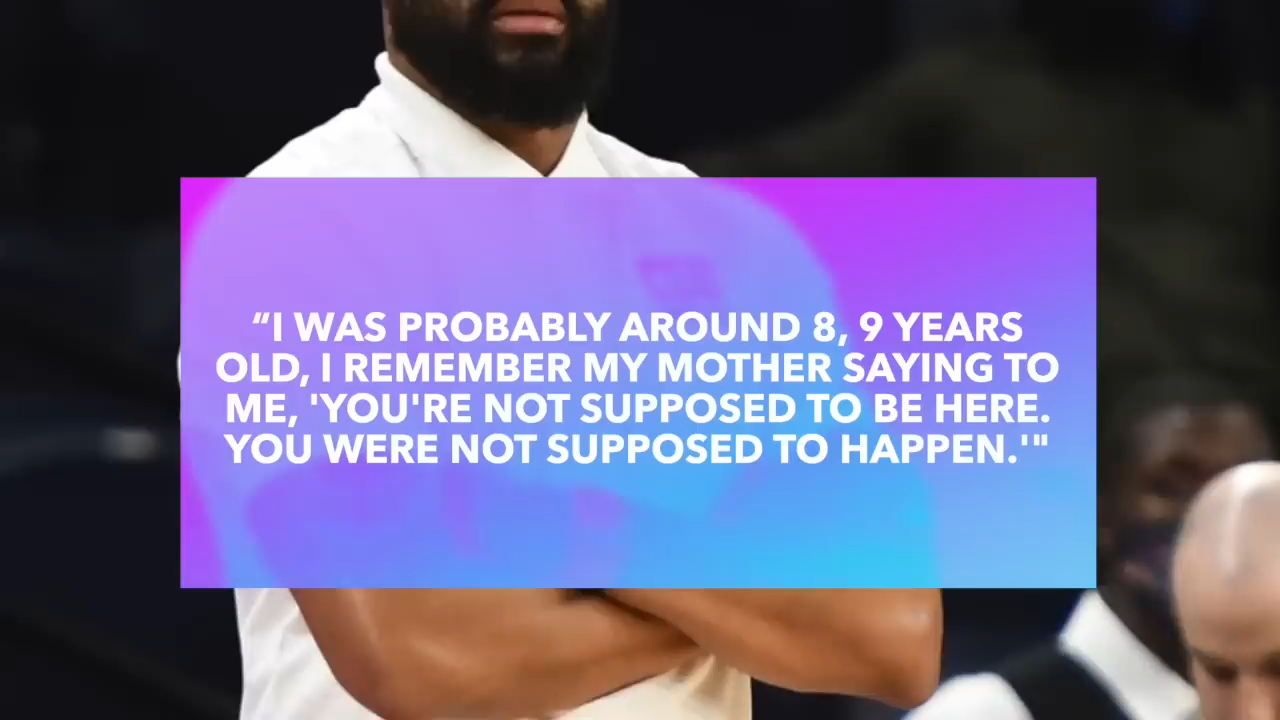 “I WAS PROBABLY AROUND 8, 9 YEARS
OLD, I REMEMBER MY MOTHER SAYING TO
ME, 'YOU'RE NOT SUPPOSED TO BE HERE.
YOU WERE NOT SUPPOSED TO HAPPEN.'"